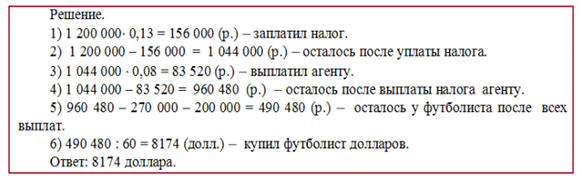 Решение.
1) 1 200 000· 0,13 = 156 000 (р.) – заплатил налог.
2) 1 200 000 – 156 000 = 1 044 000 (р.) – осталось после уплаты налога.
3) 1 044 000 · 0,08 = 83 520 (р.) – выплатил агенту.
4) 1 044 000 – 83 520 = 960 480 (р.) – осталось после выплаты налога агенту.
5) 960 480 – 270 000 – 200 000 = 490 480 (р.) – осталось у футболиста после всех
выплат.
6) 490 480 : 60 = 8174 (долл.) – купил футболист долларов.
Ответ: 8174 доллара.